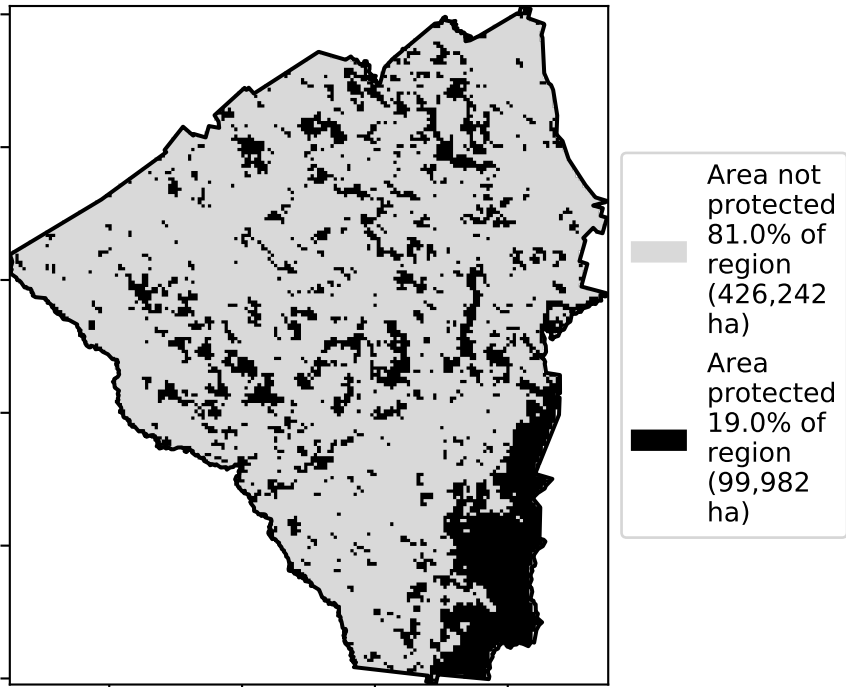 Area not
protected
81.0% of
region
(426,242
ha)
Area
protected
19.0% of
region
(99,982
ha)